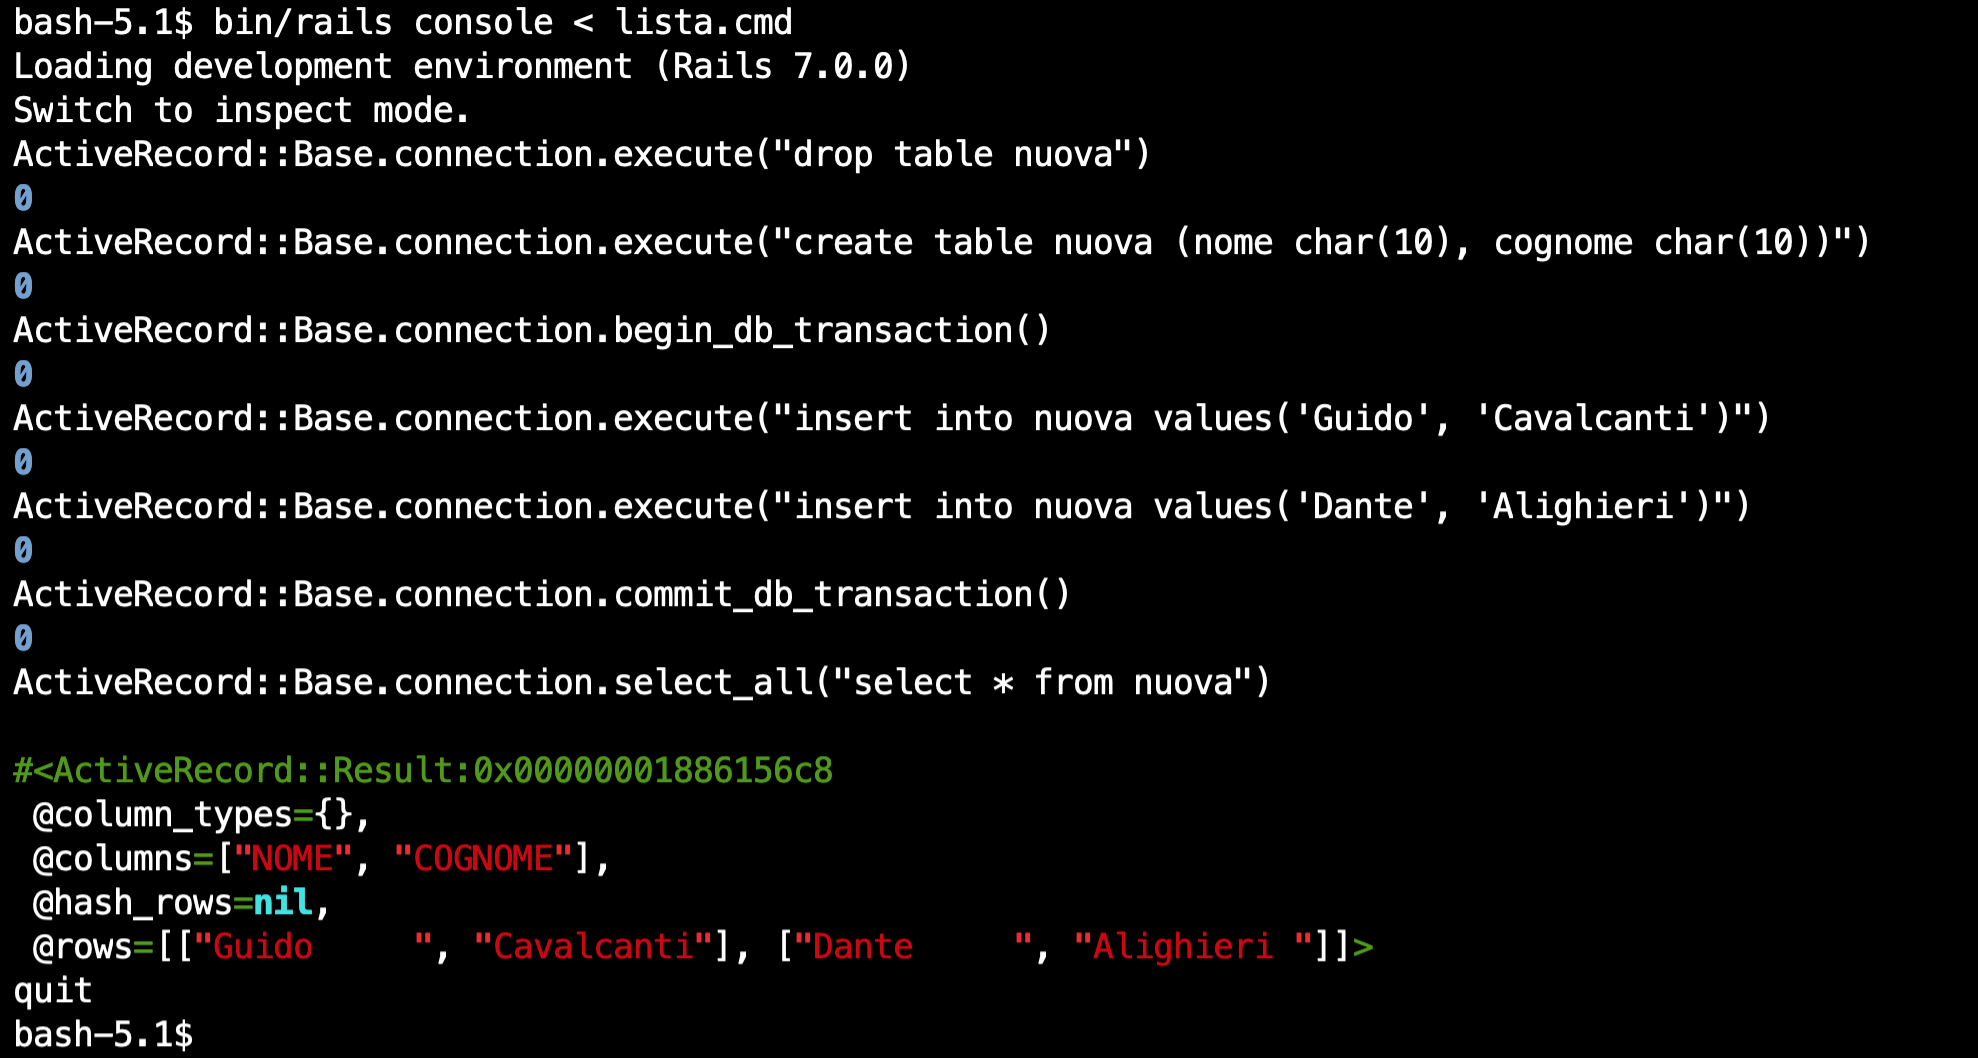 bash-5.1$ bin/rails console < lista.cmd
Loading development environment (Rails 7.0.0)
Switch to inspect mode.
ActiveRecord::Base.connection.execute("drop table nuova")
0
ActiveRecord::Base.connection.execute("create table nuova (nome char(10), cognome char(10))")
0
ActiveRecord::Base.connection.begin_db_transaction()
0
ActiveRecord::Base.connection.execute("insert into nuova values('Guido', 'Cavalcanti')")
0
ActiveRecord::Base.connection.execute("insert into nuova values('Dante', 'Alighieri')")
0
ActiveRecord::Base.connection.commit_db_transaction()
0
ActiveRecord::Base.connection.select_all("select * from nuova")

#<ActiveRecord::Result:0x00000001886156c8
 @column_types={},
 @columns=["NOME", "COGNOME"],
 @hash_rows=nil,
 @rows=[["Guido     ", "Cavalcanti"], ["Dante     ", "Alighieri "]]>
quit
bash-5.1$